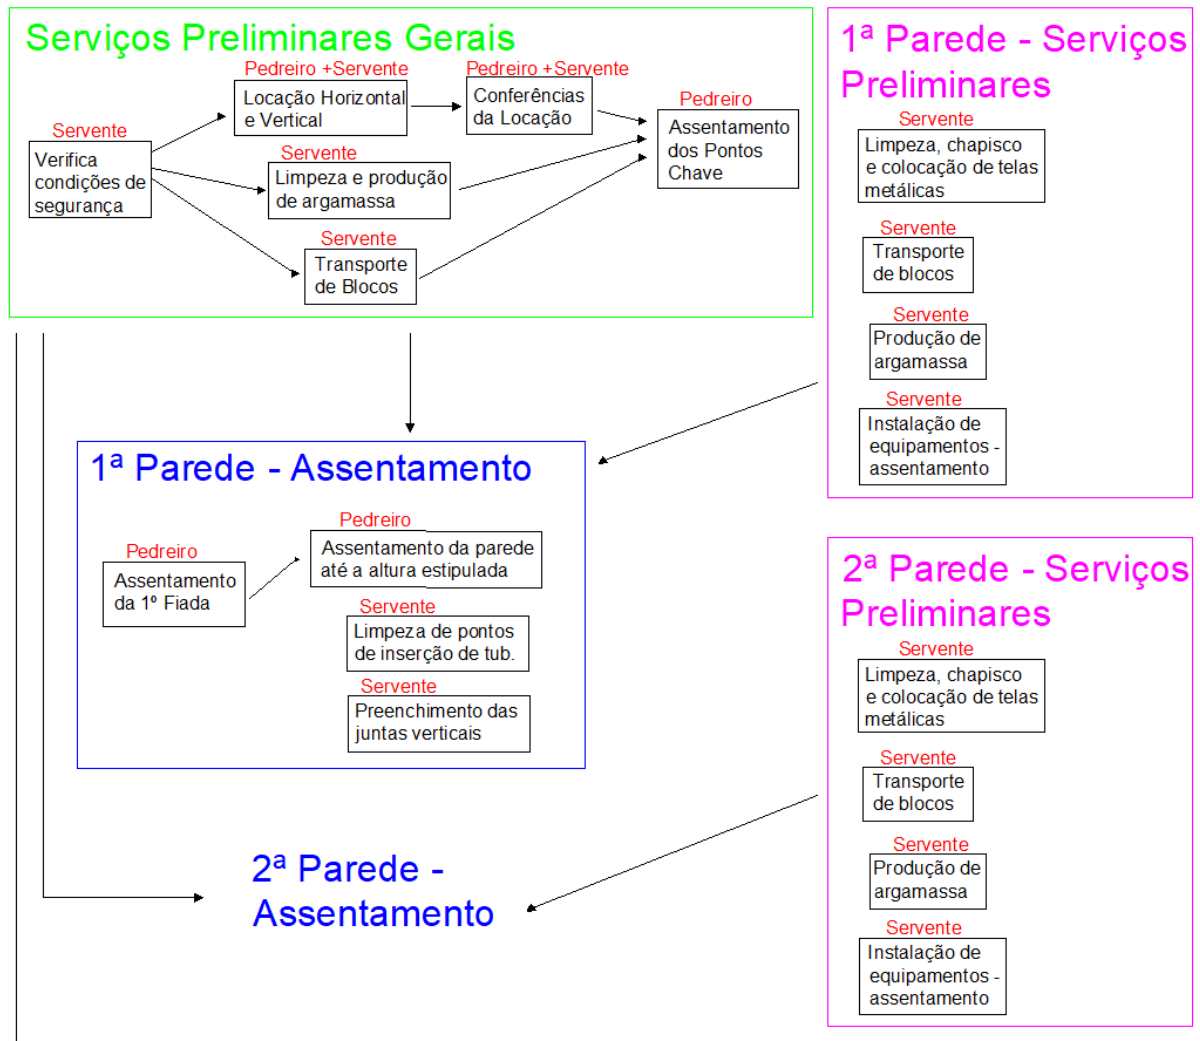 Serviços Preliminares Gerais
Servente
Verifica
condições de
segurança
Pedreiro +Servente
Locação Horizontal
e Vertical
Pedreiro +Servente
Conferências
da Locação
Servente
Limpeza e produção
de argamassa
Servente
Transporte
de Blocos
Pedreiro
Assentamento
dos Pontos
Chave
1ª Parede - Serviços
Preliminares
Servente
Limpeza, chapisco
e colocação de telas
metálicas
Servente
Transporte
de blocos
Servente
Produção de
argamassa
Servente
Instalação de
equipamentos -
assentamento
1ª Parede - Assentamento
Pedreiro
Assentamento
da 1º Fiada
Pedreiro
Assentamento da parede
até a altura estipulada
Servente
Limpeza de pontos
de inserção de tub.
Servente
Preenchimento das
juntas verticais
2ª Parede - Serviços
Preliminares
Servente
Limpeza, chapisco
e colocação de telas
metálicas
Servente
Transporte
de blocos
Servente
Produção de
argamassa
Servente
Instalação de
equipamentos -
assentamento
2ª Parede -
Assentamento